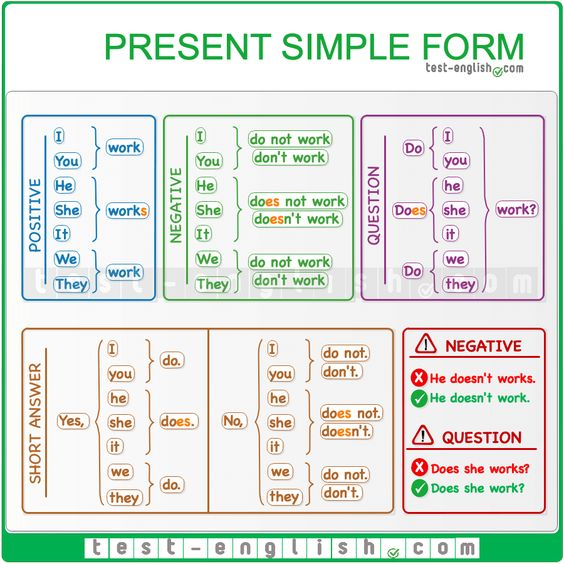 PRESENT SIMPLE FORM
test-english.com
POSITIVE
I
You
work
He
She
It
works
We
They
work
NEGATIVE
I
You
do not work
don't work
He
She
It
does not work
doesn't work
We
They
do not work
don't work
QUESTION
Do
I
you
Does
he
she
it
work?
Do
we
they
test-english.com
SHORT ANSWER
Yes,
I
you
do.
he
she
it
does.
we
they
do.
No,
I
you
do not.
don't.
he
she
it
does not.
doesn't.
we
they
do not.
don't.
NEGATIVE
He doesn't works.
He doesn't work.
QUESTION
Does she works?
Does she work?
test-english.com